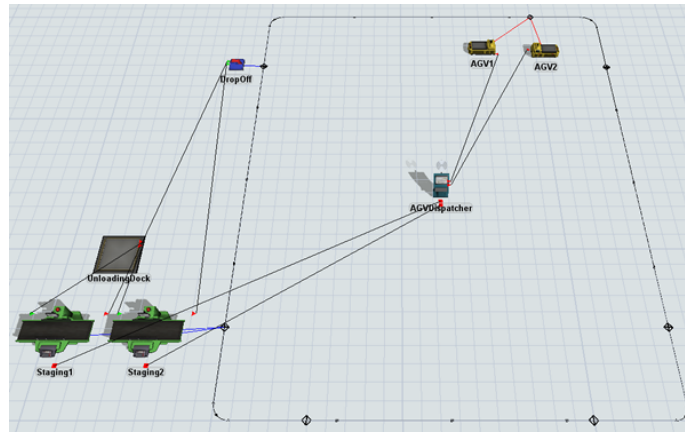 AGV1
AGV2
DropOff
AGVDispatcher
UnloadingDock
Staging1
Staging2